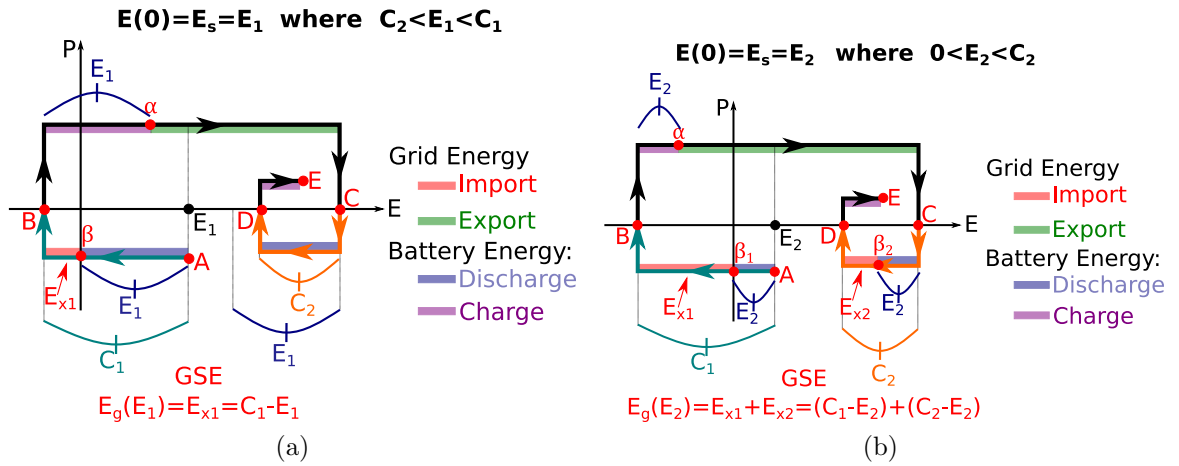 E(0)=Eₛ=E₁ where C₂<E₁<C₁
P
E₁
α
B
β
A
E₁
E
D
C
E
Eₓ₁
E₁
C₁
C₂
E₁
Grid Energy
Import
Export
Battery Energy:
Discharge
Charge
GSE
E_g(E₁)=Eₓ₁=C₁-E₁
(a)
E(0)=Eₛ=E₂ where 0<E₂<C₂
P
E₂
α
B
β₁
A
E₂
E
D
C
E
β₂
Eₓ₁
E₂
Eₓ₂
E₂
C₁
C₂
Grid Energy
Import
Export
Battery Energy:
Discharge
Charge
GSE
E_g(E₂)=Eₓ₁+Eₓ₂=(C₁-E₂)+(C₂-E₂)
(b)